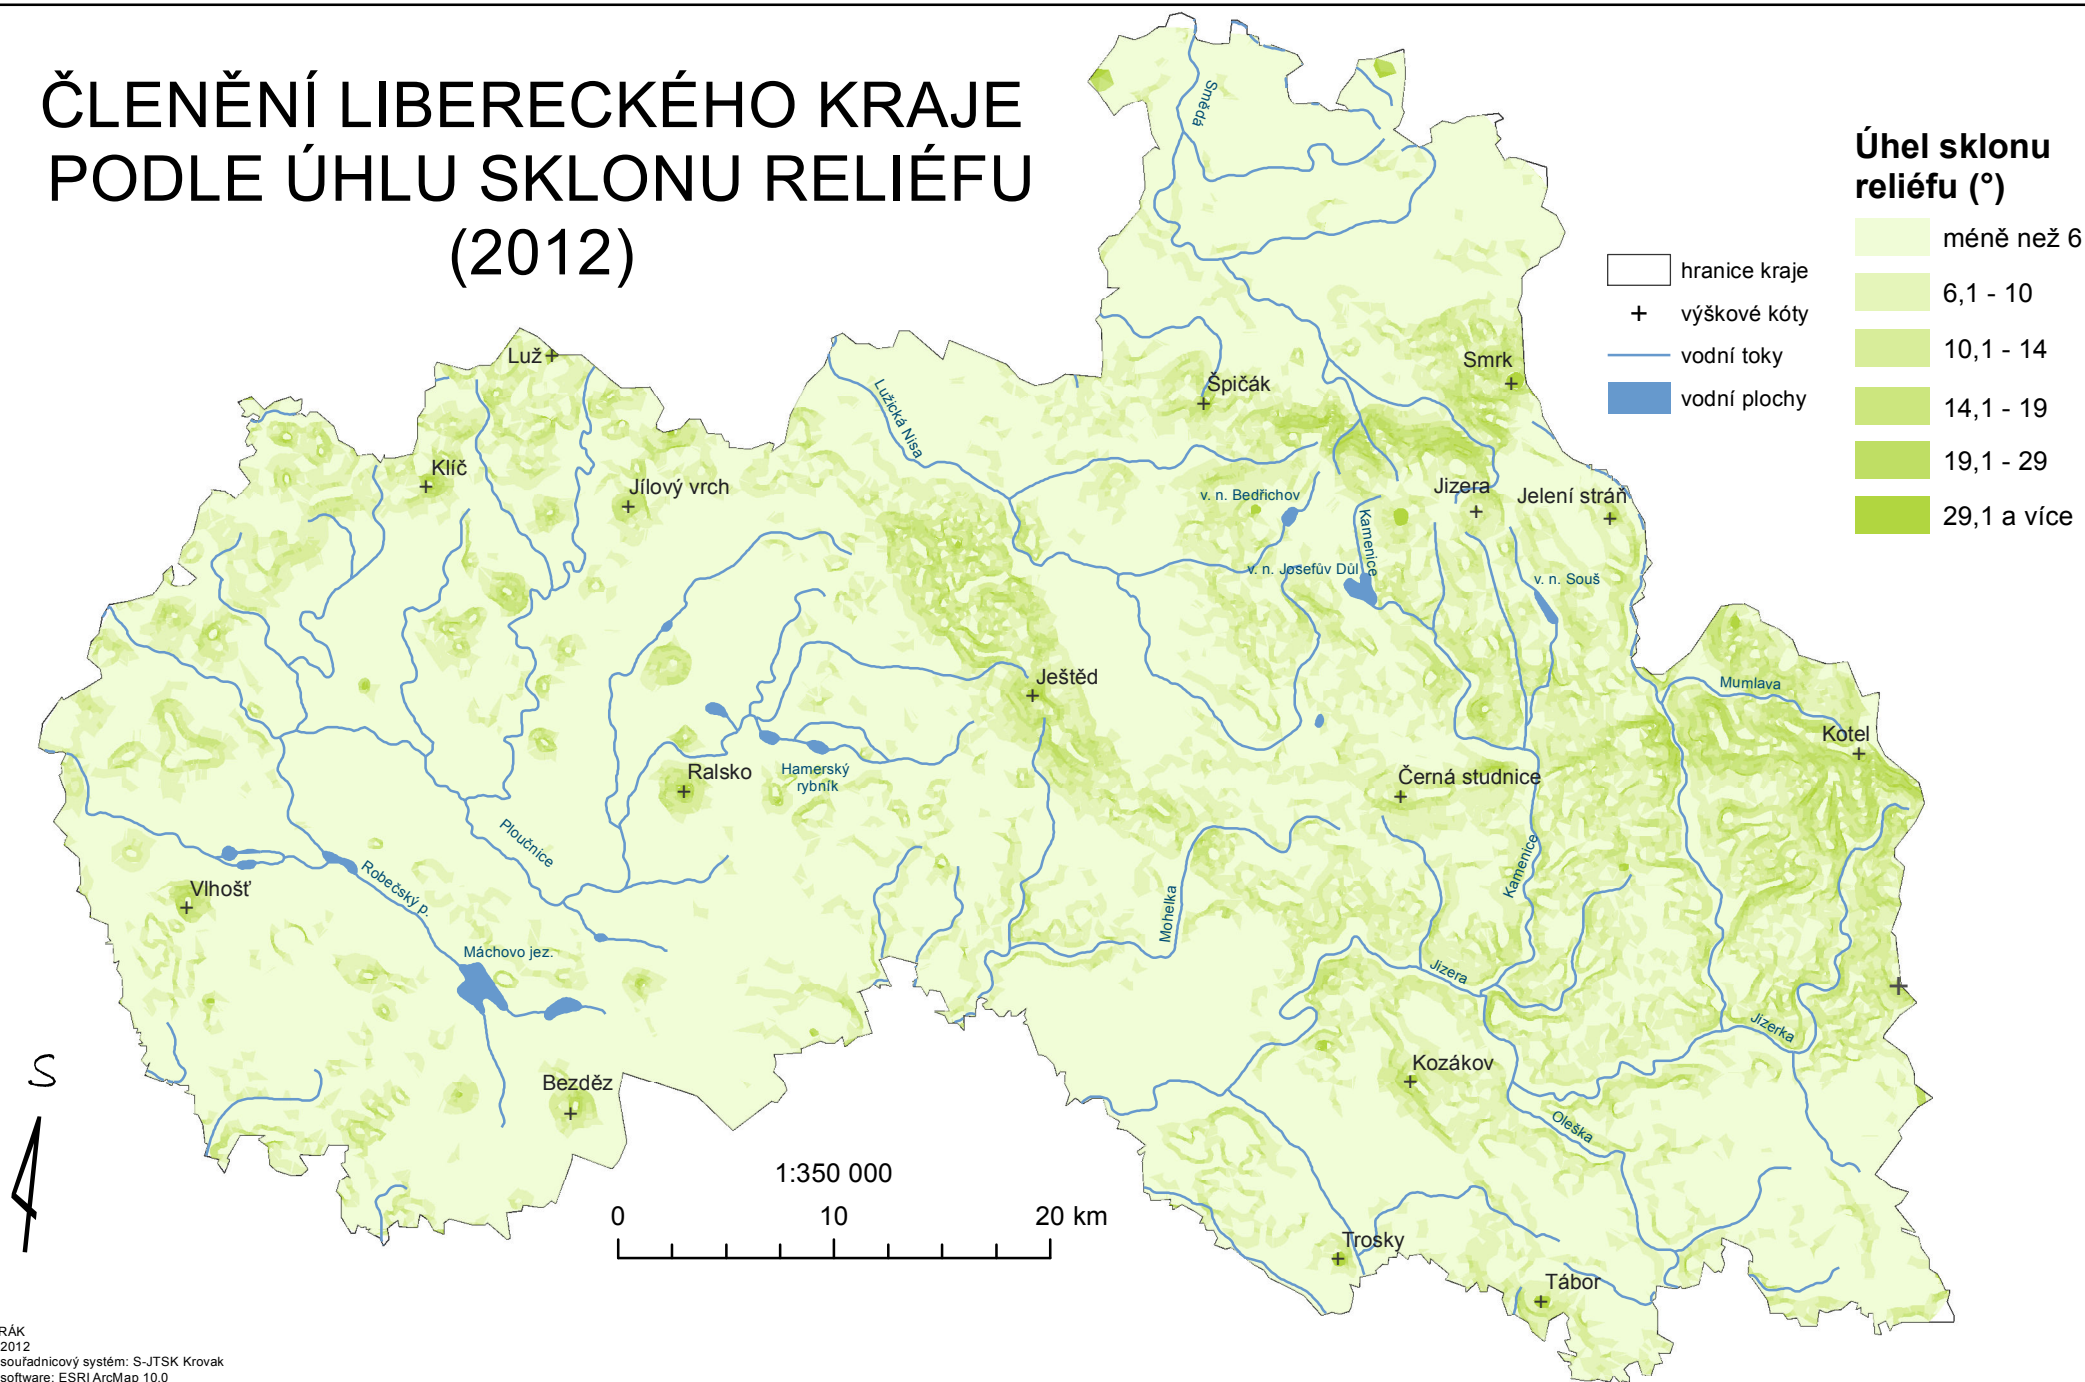 ČLENĚNÍ LIBERECKÉHO KRAJE
PODLE ÚHLU SKLONU RELIÉFU
(2012)
Úhel sklonu
reliéfu (°)
méně než 6
6,1 - 10
10,1 - 14
14,1 - 19
19,1 - 29
29,1 a více
hranice kraje
výškové kóty
vodní toky
vodní plochy
Smědá
Luž
Smrk
Špičák
Lužická Nisa
Klíč
Jílový vrch
v. n. Bedřichov
Jizera
Jelení stráň
Kamenice
v. n. Josefův Důl
v. n. Souš
Ještěd
Mumlava
Kotel
Ralsko
Hamerský
rybník
Černá studnice
Ploučnice
Kamenice
Robečský p.
Vlhošť
Mohelka
Máchovo jez.
Jizera
Jizerka
Kozákov
Bezděz
Oleška
S
1:350 000
0 10 20 km
Trosky
Tábor
RÁK
2012
souřadnicový systém: S-JTSK Krovak
software: ESRI ArcMap 10.0